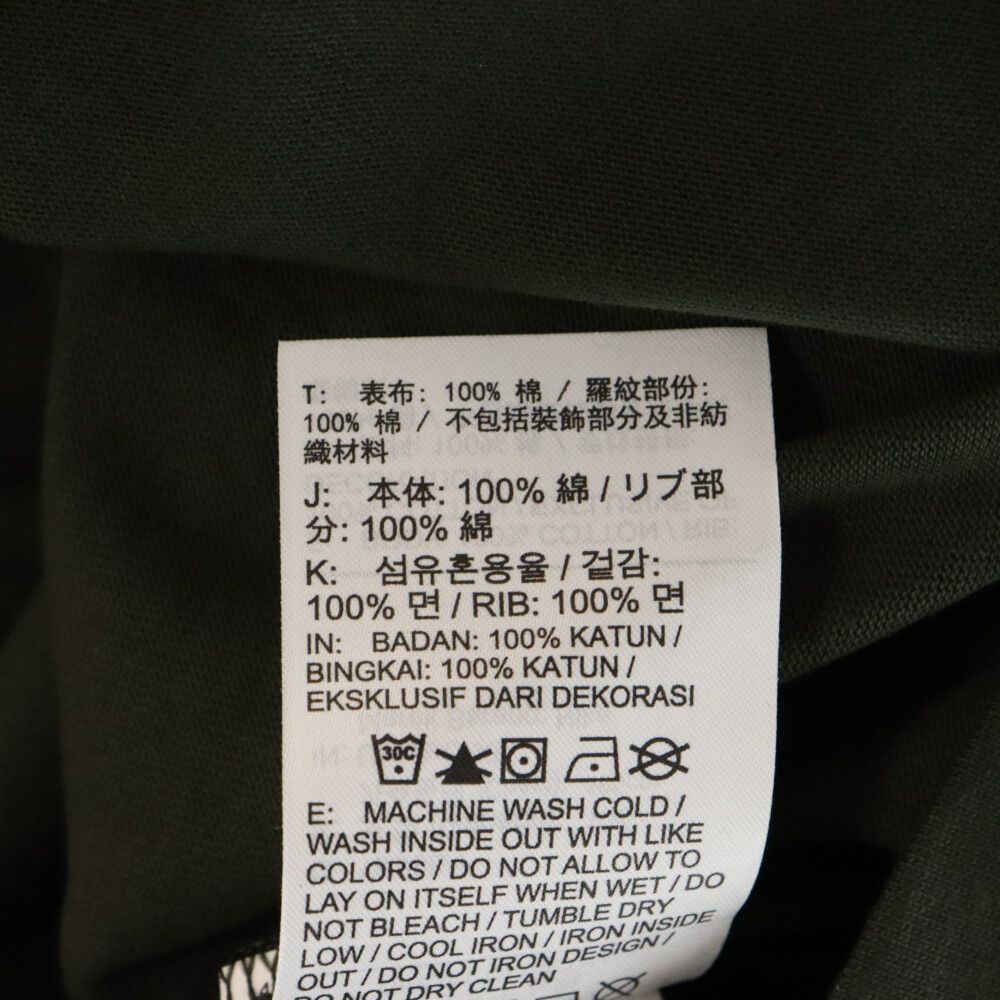 T: 表布: 100% 棉 / 羅紋部份:
100% 棉 / 不包括裝飾部分及非紡
織材料
J: 本体: 100% 綿 / リブ部
分: 100% 綿
K: 섬유혼용율 / 겉감:
100% 면 / RIB: 100% 면
IN: BADAN: 100% KATUN /
BINGKAI: 100% KATUN /
EKSKLUSIF DARI DEKORASI
30C
E: MACHINE WASH COLD /
WASH INSIDE OUT WITH LIKE
COLORS / DO NOT ALLOW TO
LAY ON ITSELF WHEN WET / DO
NOT BLEACH / TUMBLE DRY
LOW / COOL IRON / IRON INSIDE
OUT / DO NOT IRON DESIGN /
DO NOT DRY CLEAN